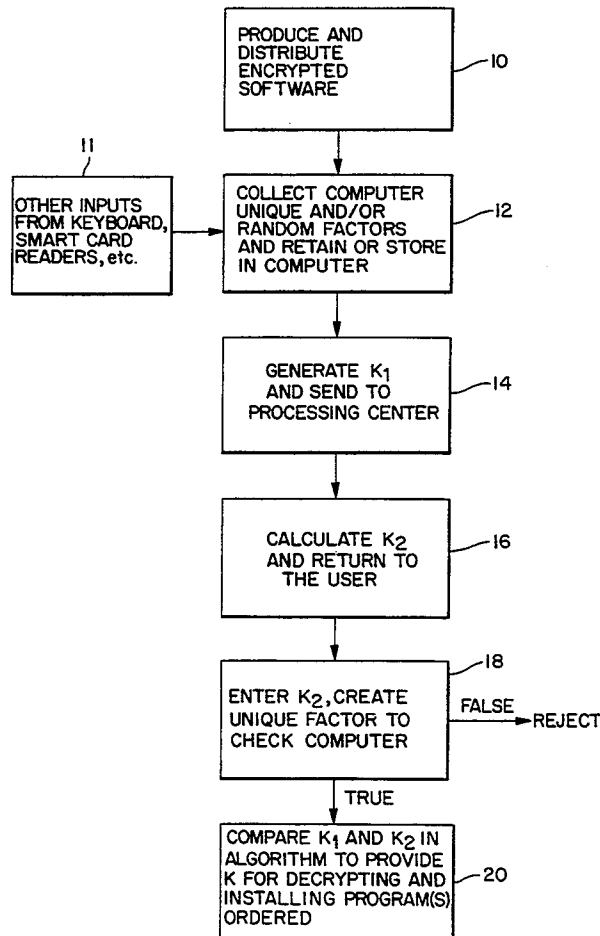 PRODUCE AND
DISTRIBUTE
ENCRYPTED
SOFTWARE
10
11
OTHER INPUTS
FROM KEYBOARD,
SMART CARD
READERS, etc.
COLLECT COMPUTER
UNIQUE AND/OR
RANDOM FACTORS
AND RETAIN OR STORE
IN COMPUTER
12
GENERATE K1
AND SEND TO
PROCESSING CENTER
14
CALCULATE K2
AND RETURN TO
THE USER
16
18
ENTER K2, CREATE
UNIQUE FACTOR TO
CHECK COMPUTER
FALSE
REJECT
TRUE
COMPARE K1 AND K2 IN
ALGORITHM TO PROVIDE
K FOR DECRYPTING AND
INSTALLING PROGRAM(S)
ORDERED
20